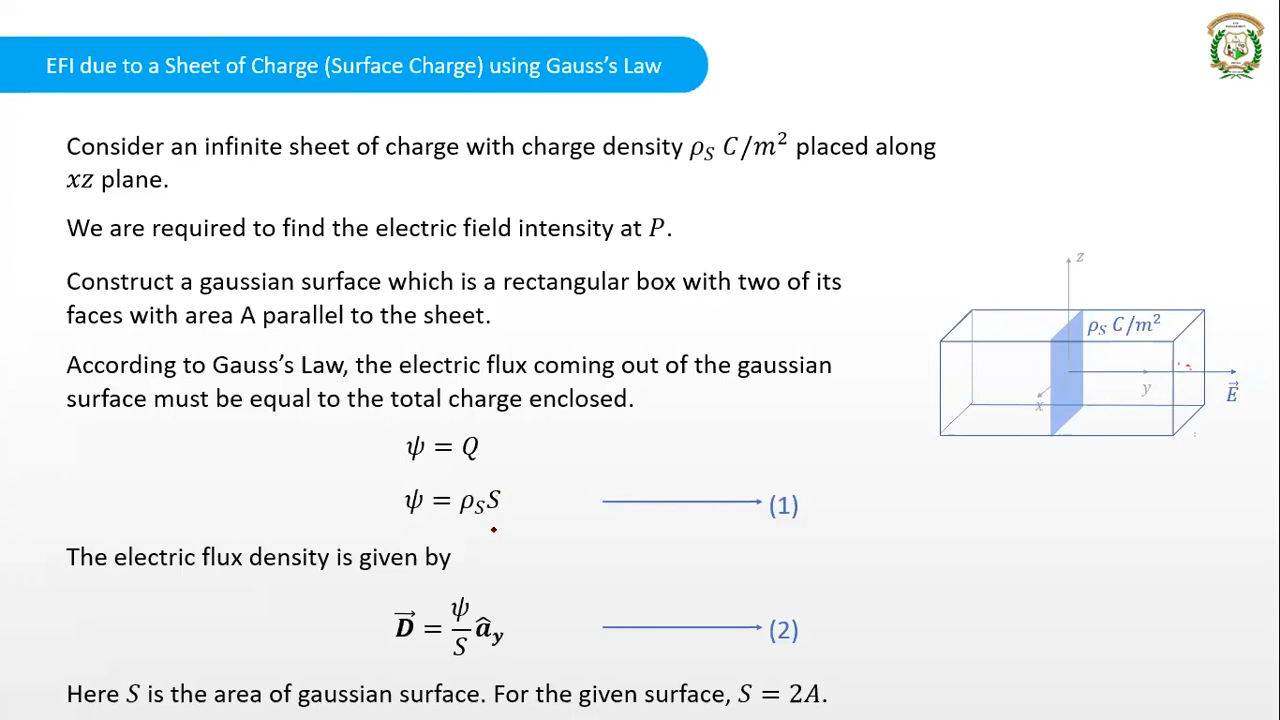 EFI due to a Sheet of Charge (Surface Charge) using Gauss's Law
Consider an infinite sheet of charge with charge density ρ_S C/m² placed along
xz plane.
We are required to find the electric field intensity at P.
Construct a gaussian surface which is a rectangular box with two of its
faces with area A parallel to the sheet.
According to Gauss's Law, the electric flux coming out of the gaussian
surface must be equal to the total charge enclosed.
ψ = Q
ψ = ρ_S S (1)
The electric flux density is given by
D⃗ = ψ/S â_y (2)
Here S is the area of gaussian surface. For the given surface, S = 2A.
z
ρ_S C/m²
y
x
E⃗